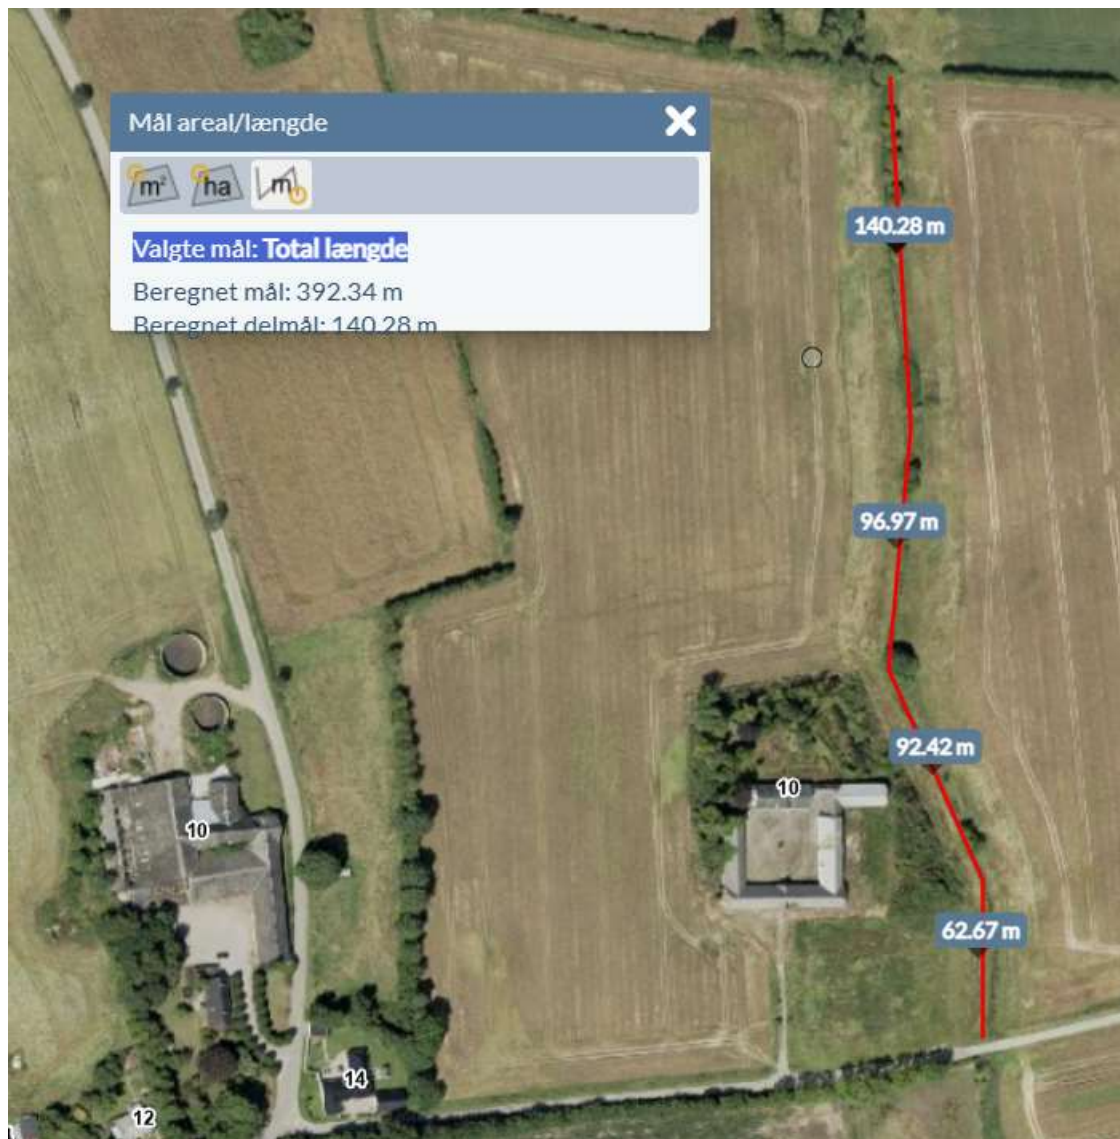 Mål areal/længde
m² ha m
Valgte mål: Total længde
Beregnet mål: 392.34 m
Beregnet delmål: 140.28 m
140.28 m
96.97 m
92.42 m
10
10
62.67 m
14
12